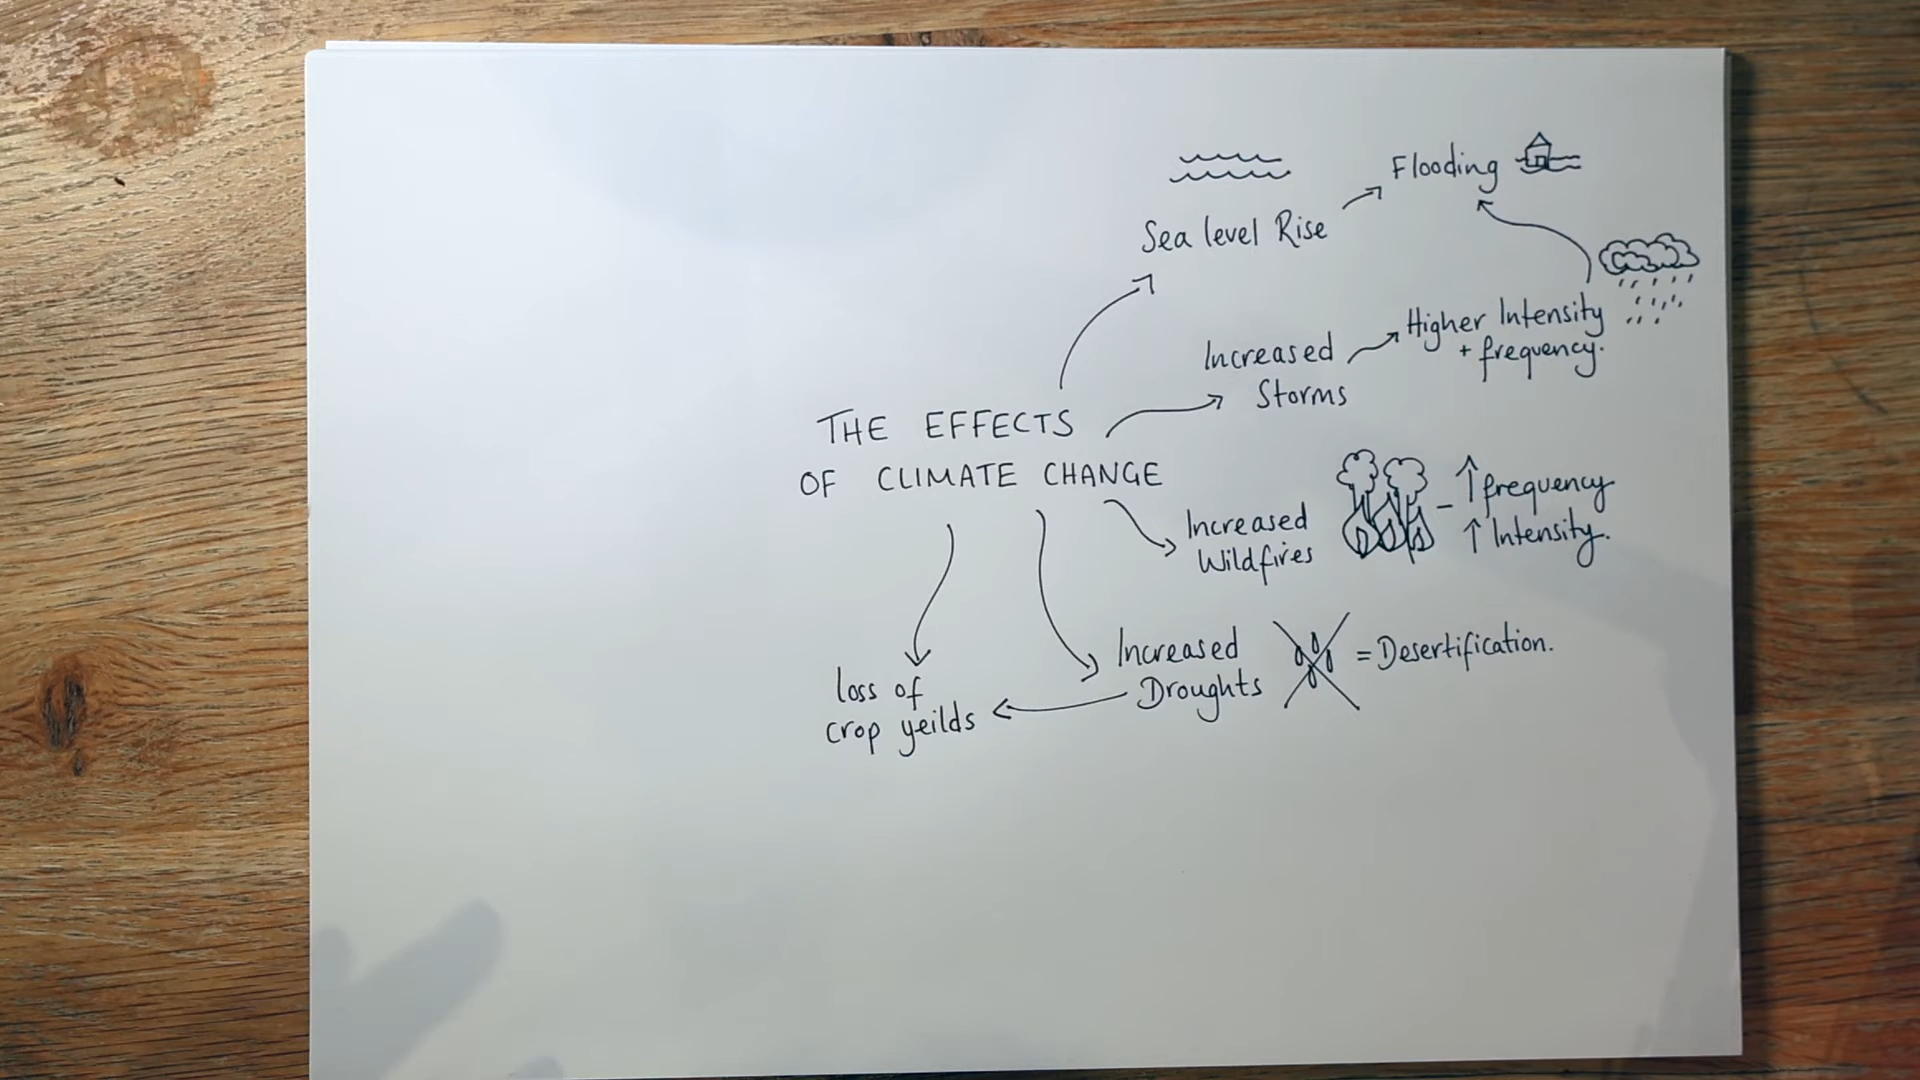 THE EFFECTS
OF CLIMATE CHANGE
Sea level Rise
Flooding
Increased
Storms
Higher Intensity
+ frequency.
Increased
Wildfires
- ↑ frequency
↑ Intensity.
Increased
Droughts
= Desertification.
loss of
crop yeilds